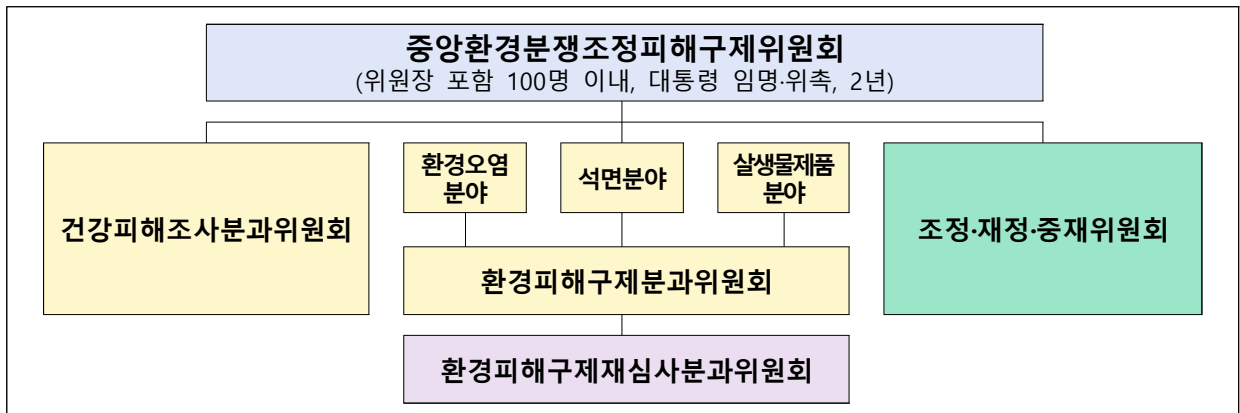 중앙환경분쟁조정피해구제위원회
(위원장 포함 100명 이내, 대통령 임명·위촉, 2년)
건강피해조사분과위원회
환경오염
분야
석면분야
살생물제품
분야
환경피해구제분과위원회
환경피해구제재심사분과위원회
조정·재정·중재위원회